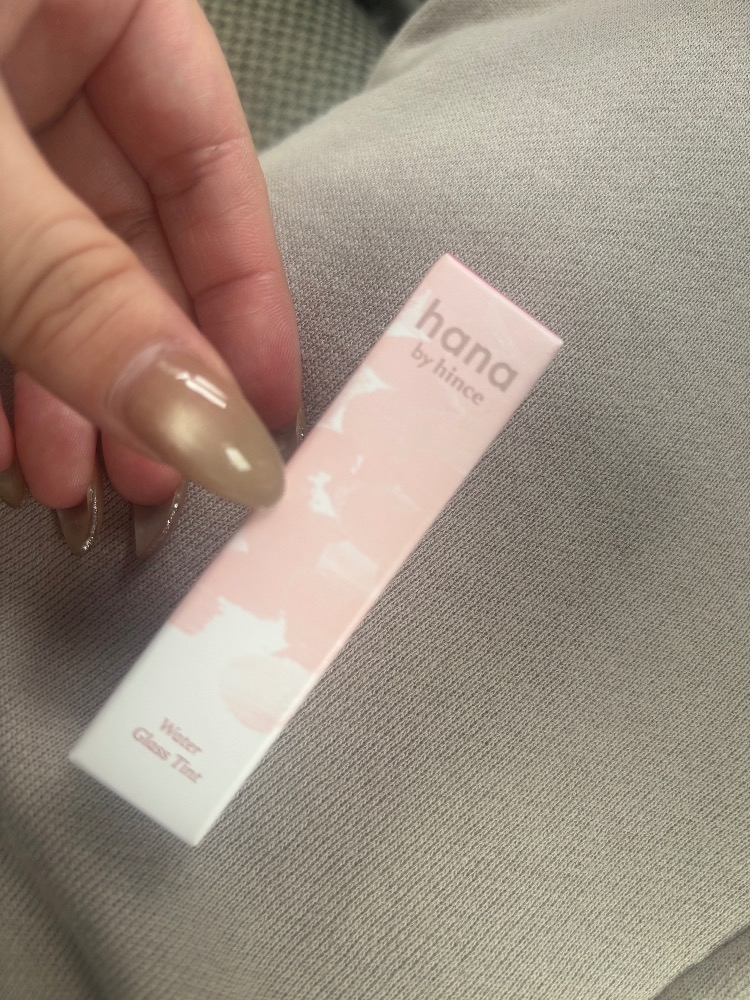 hana
by hince
Water
Glass Tint